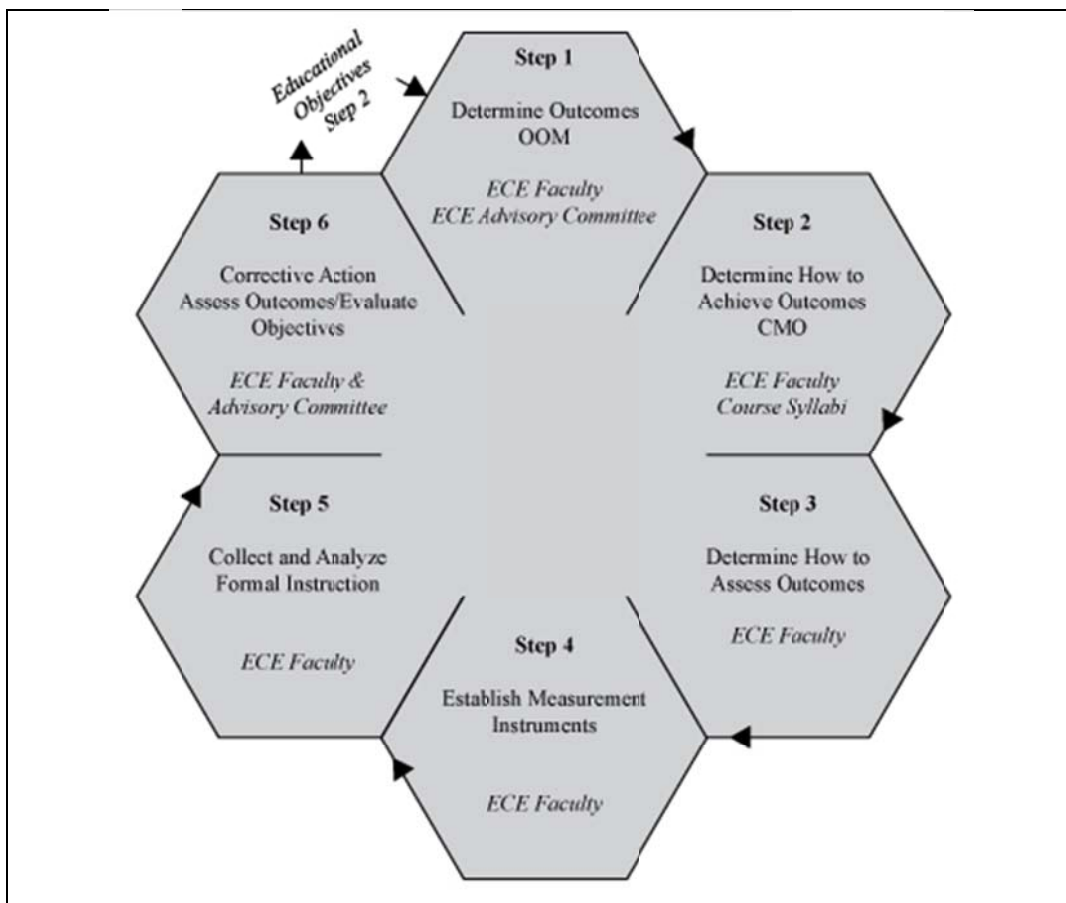 Educational
Objectives
Step 2
Step 1
Determine Outcomes
OOM
ECE Faculty
ECE Advisory Committee
Step 2
Determine How to
Achieve Outcomes
CMO
ECE Faculty
Course Syllabi
Step 3
Determine How to
Assess Outcomes
ECE Faculty
Step 4
Establish Measurement
Instruments
ECE Faculty
Step 5
Collect and Analyze
Formal Instruction
ECE Faculty
Step 6
Corrective Action
Assess Outcomes/Evaluate
Objectives
ECE Faculty &
Advisory Committee